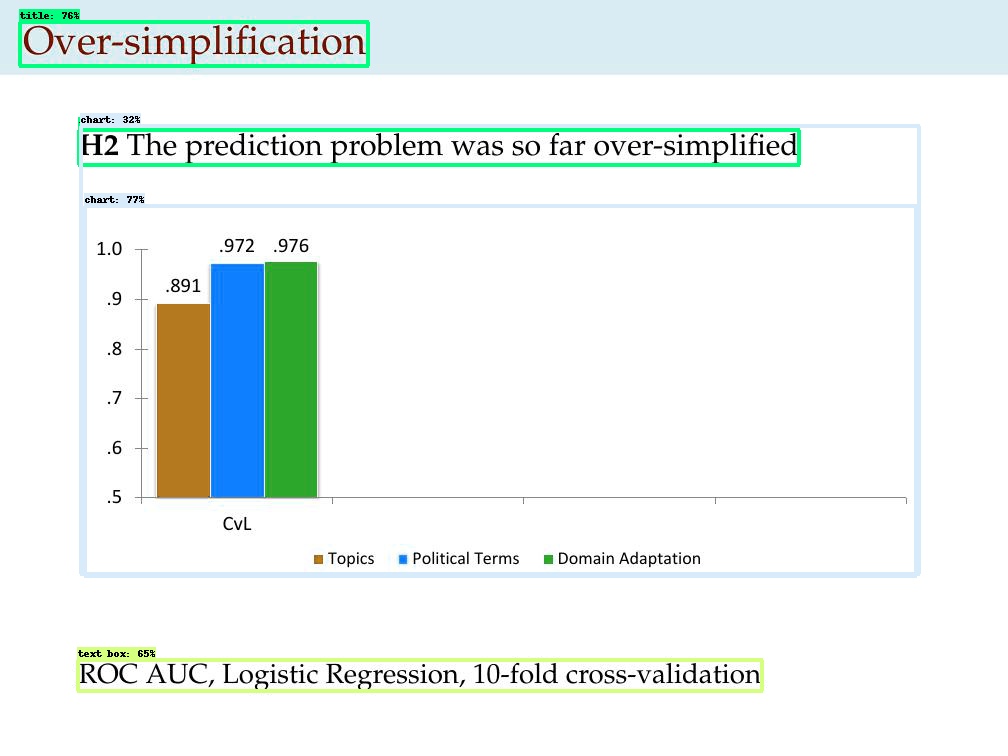 title: 76%
Over-simplification
chart: 32%
H2 The prediction problem was so far over-simplified
chart: 77%
.972 .976
1.0
.891
.9
.8
.7
.6
.5
CvL
Topics Political Terms Domain Adaptation
text box: 65%
ROC AUC, Logistic Regression, 10-fold cross-validation